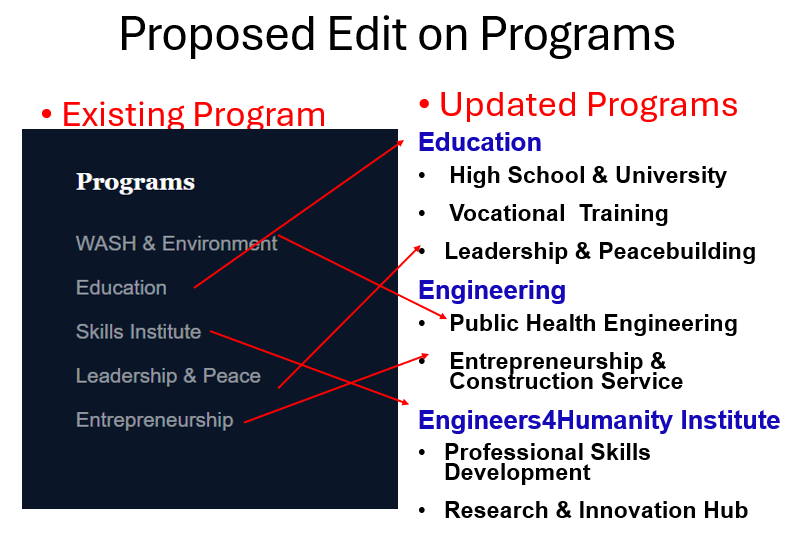 Proposed Edit on Programs
• Existing Program
Programs
WASH & Environment
Education
Skills Institute
Leadership & Peace
Entrepreneurship
• Updated Programs
Education
• High School & University
• Vocational  Training
• Leadership & Peacebuilding
Engineering
• Public Health Engineering
• Entrepreneurship &
Construction Service
Engineers4Humanity Institute
• Professional Skills
Development
• Research & Innovation Hub